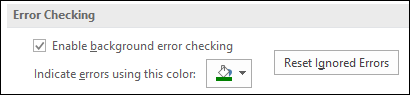 Error Checking
Enable background error checking
Indicate errors using this color:
Reset Ignored Errors